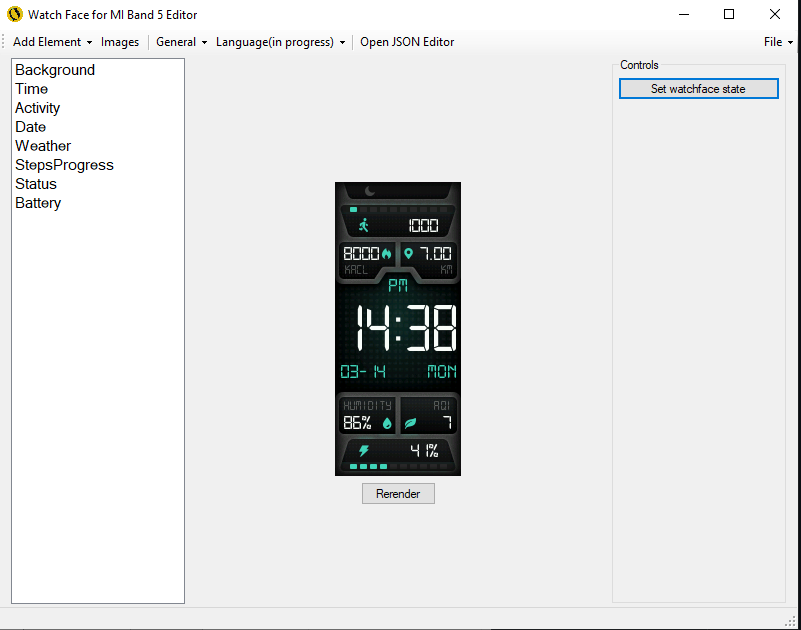 Watch Face for MI Band 5 Editor
Add Element Images General Language(in progress) Open JSON Editor File
Background
Time
Activity
Date
Weather
StepsProgress
Status
Battery
1000
8000 7.00
KACL KM
PM
14:38
03-14 MON
HUMIDITY AQI
86% 7
41%
Rerender
Controls
Set watchface state